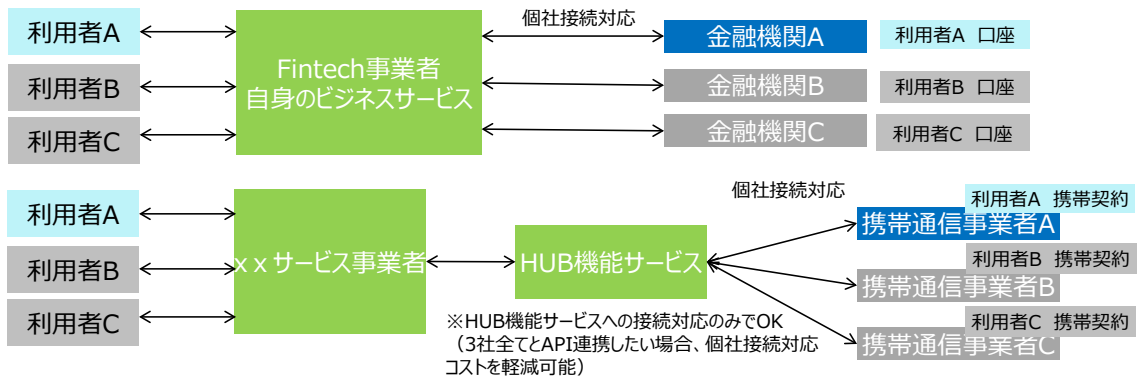 個社接続対応
利用者A
Fintech事業者
自身のビジネスサービス
金融機関A
利用者A 口座
利用者B
金融機関B
利用者B 口座
利用者C
金融機関C
利用者C 口座
個社接続対応
利用者A
利用者A 携帯契約
携帯通信事業者A
利用者B
xxサービス事業者
HUB機能サービス
利用者B 携帯契約
携帯通信事業者B
利用者C
利用者C 携帯契約
携帯通信事業者C
※HUB機能サービスへの接続対応のみでOK
（3社全てとAPI連携したい場合、個社接続対応
コストを軽減可能）